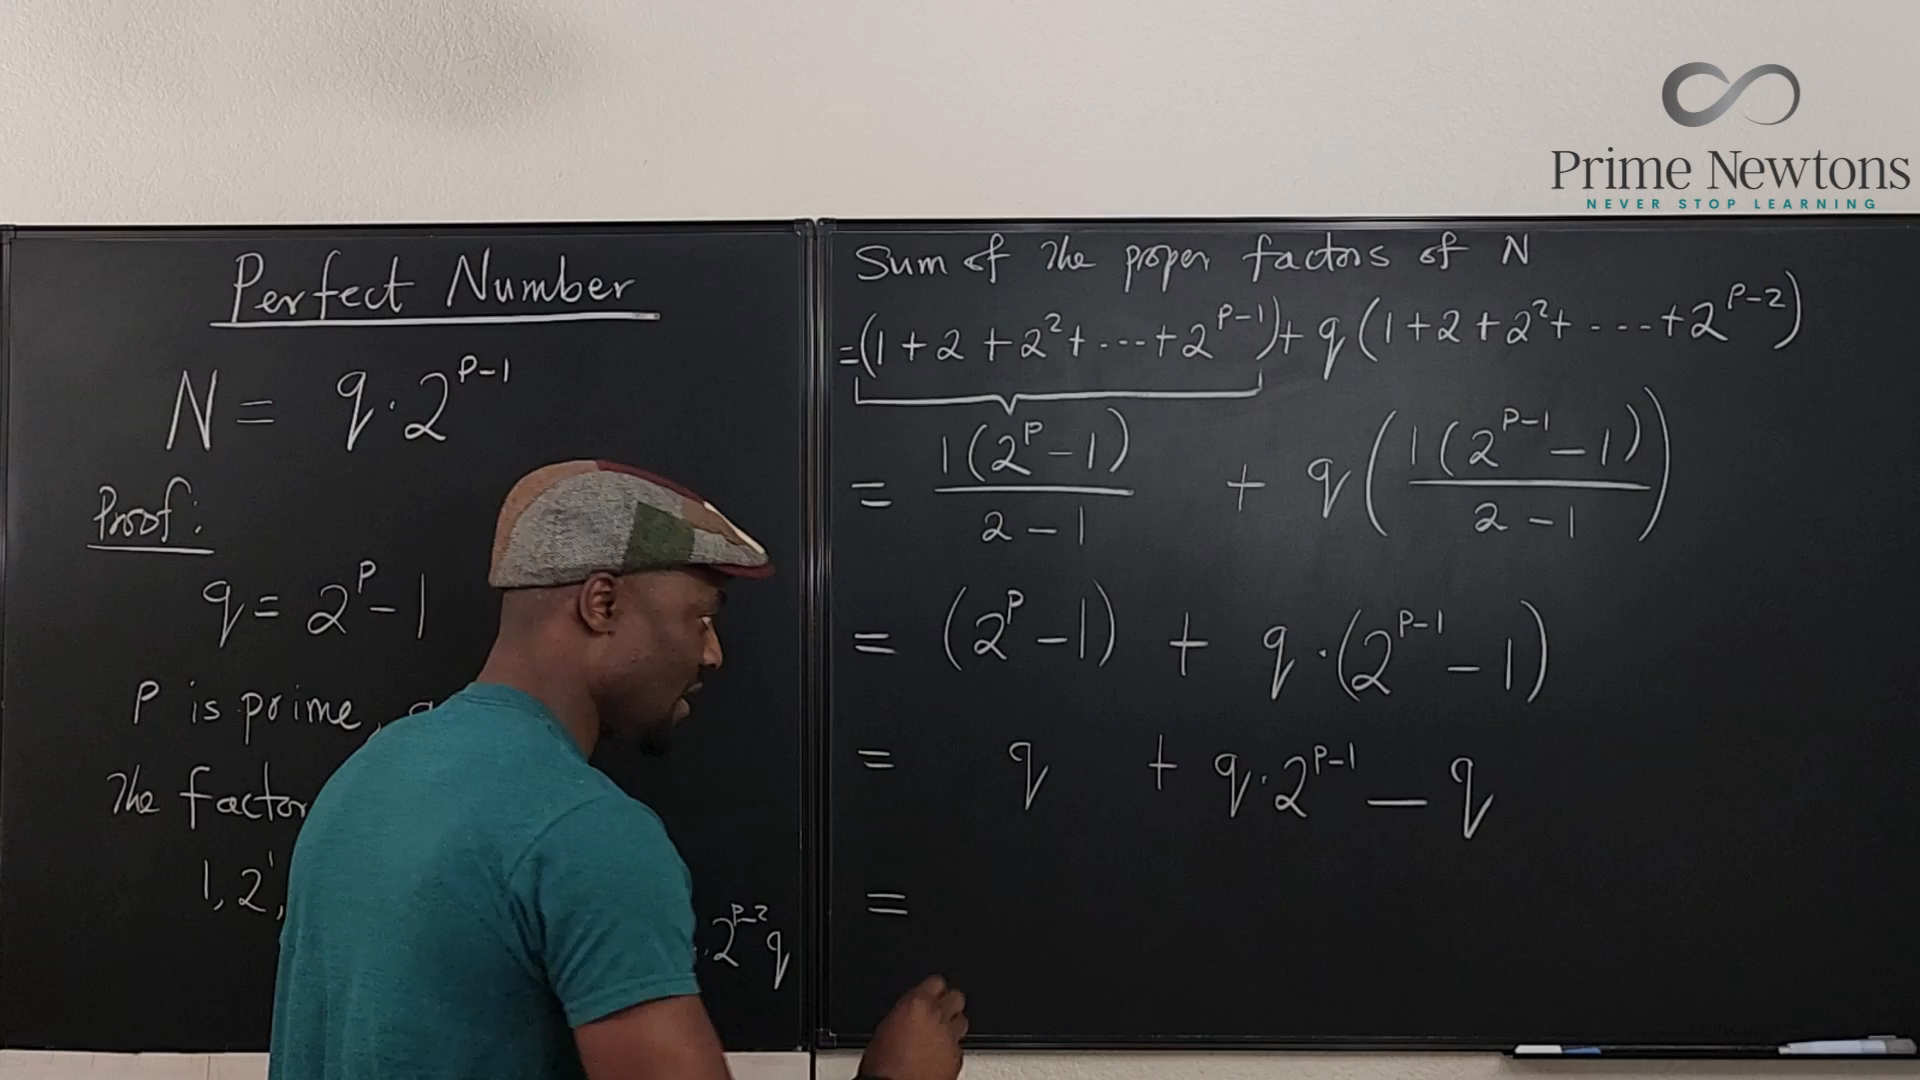 Prime Newtons
NEVER STOP LEARNING
Perfect Number
N = q·2^{p-1}
Proof:
q = 2^p - 1
P is prime,
The factor
1, 2^1,
.2^{p-2}q
Sum of the proper factors of N
=(1+2+2^2+---+2^{p-1})+q(1+2+2^2+----+2^{p-2})
= 1(2^p-1)/(2-1) + q(1(2^{p-1}-1)/(2-1))
= (2^p-1) + q·(2^{p-1}-1)
= q + q·2^{p-1} - q
=